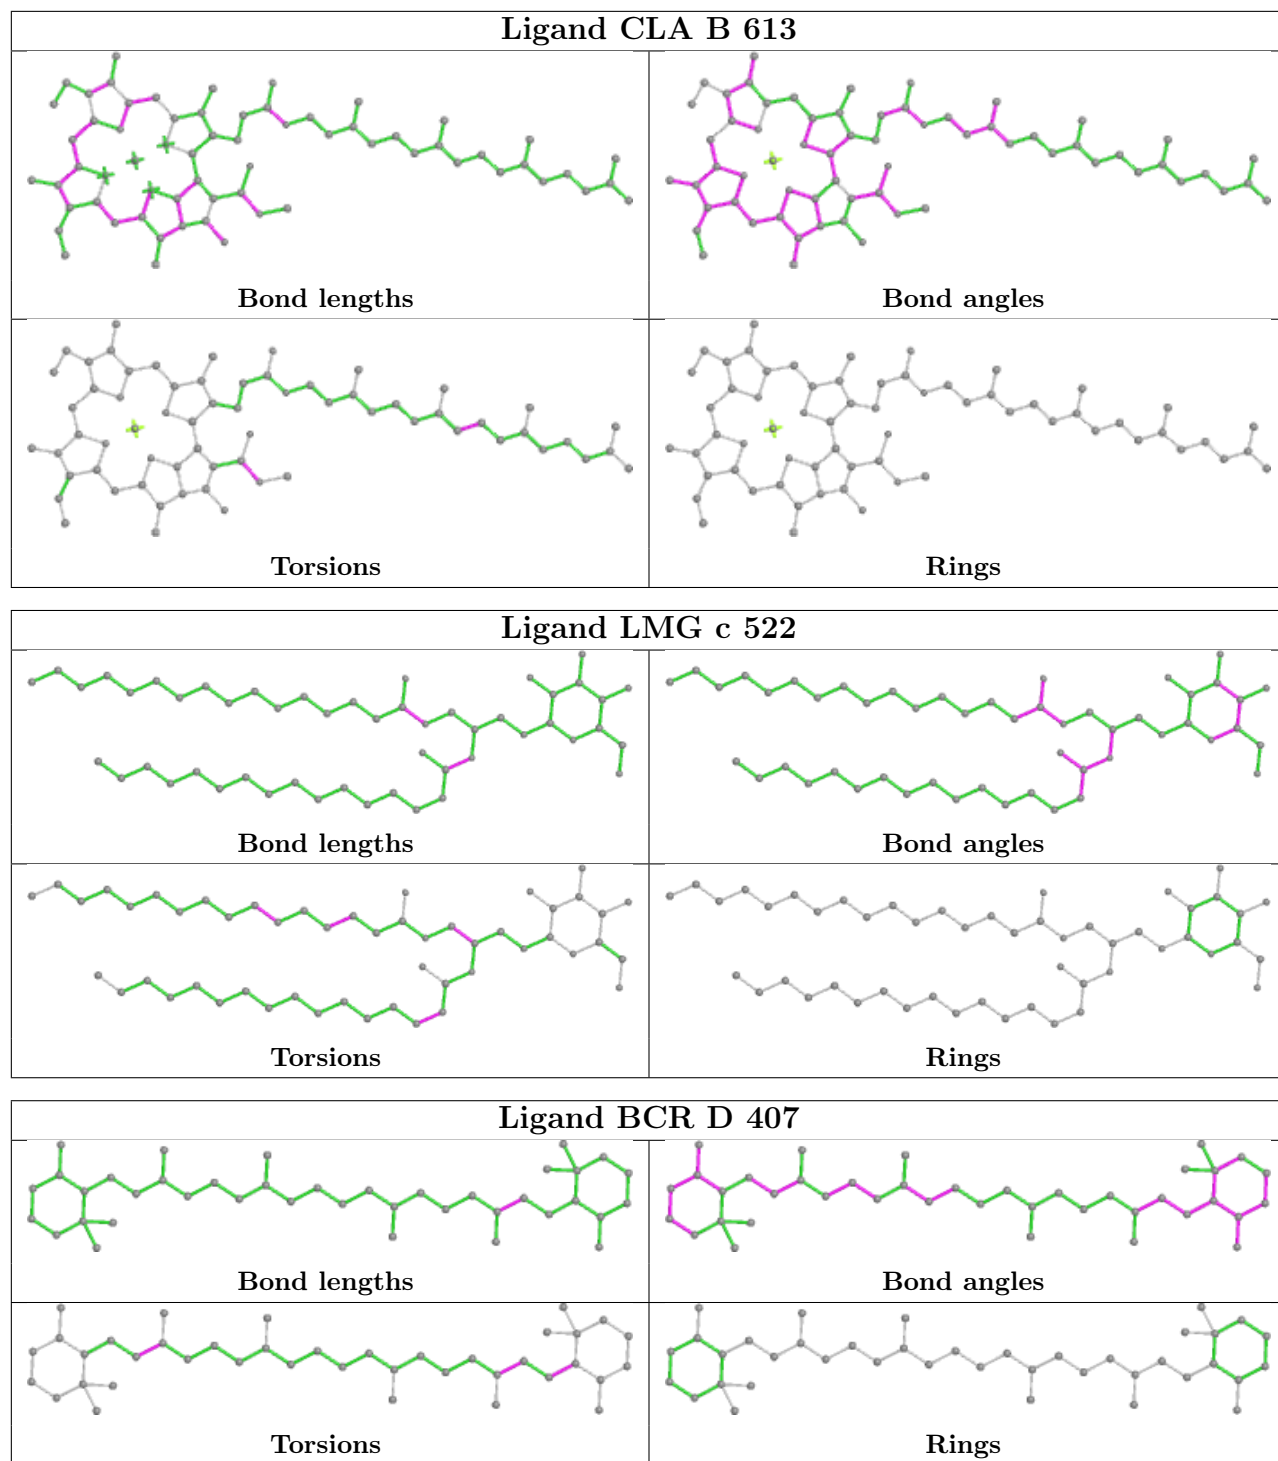 Ligand CLA B 613
Bond lengths
Bond angles
Torsions
Rings
Ligand LMG c 522
Bond lengths
Bond angles
Torsions
Rings
Ligand BCR D 407
Bond lengths
Bond angles
Torsions
Rings